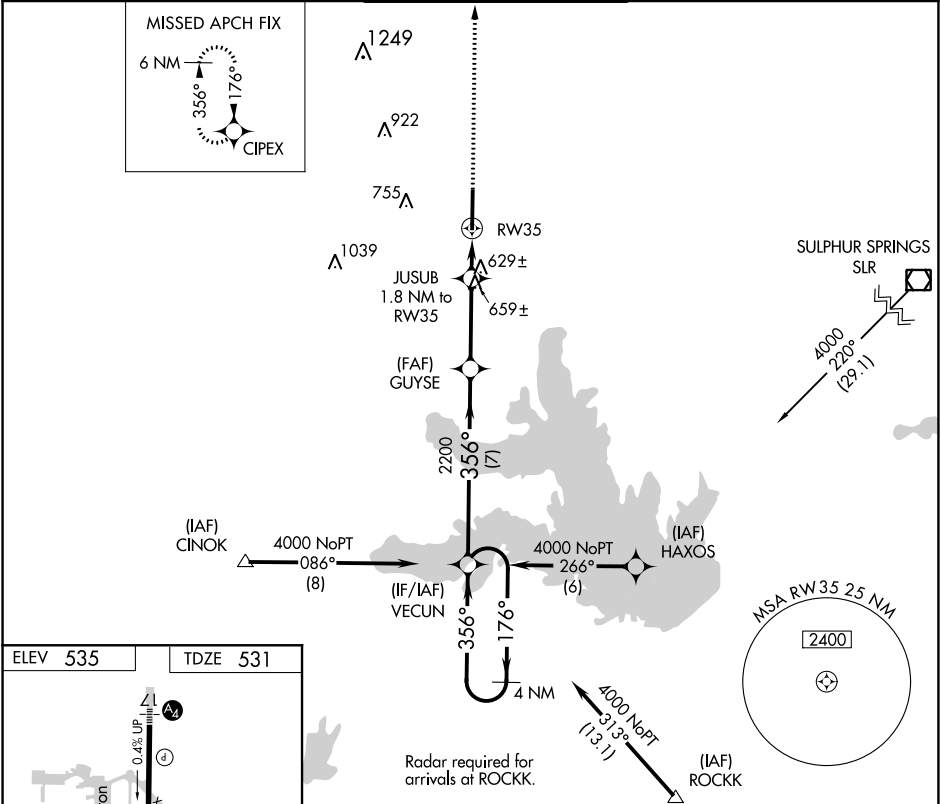 MISSED APCH FIX
6 NM
356°
176°
CIPEX
1249
922
755
1039
RW35
629±
JUSUB
1.8 NM to
RW35
659±
SULPHUR SPRINGS
SLR
4000
220°
(29.1)
(FAF)
GUYSE
2200
356°
(7)
(IAF)
CINOK
4000 NoPT
086°
(8)
(IF/IAF)
VECUN
4000 NoPT
266°
(6)
(IAF)
HAXOS
356°
176°
4 NM
MSA RW35 25 NM
2400
4000 NoPT
313°
(13.1)
(IAF)
ROCKK
Radar required for
arrivals at ROCKK.
ELEV 535
TDZE 531
17
A4
0.4% UP
P